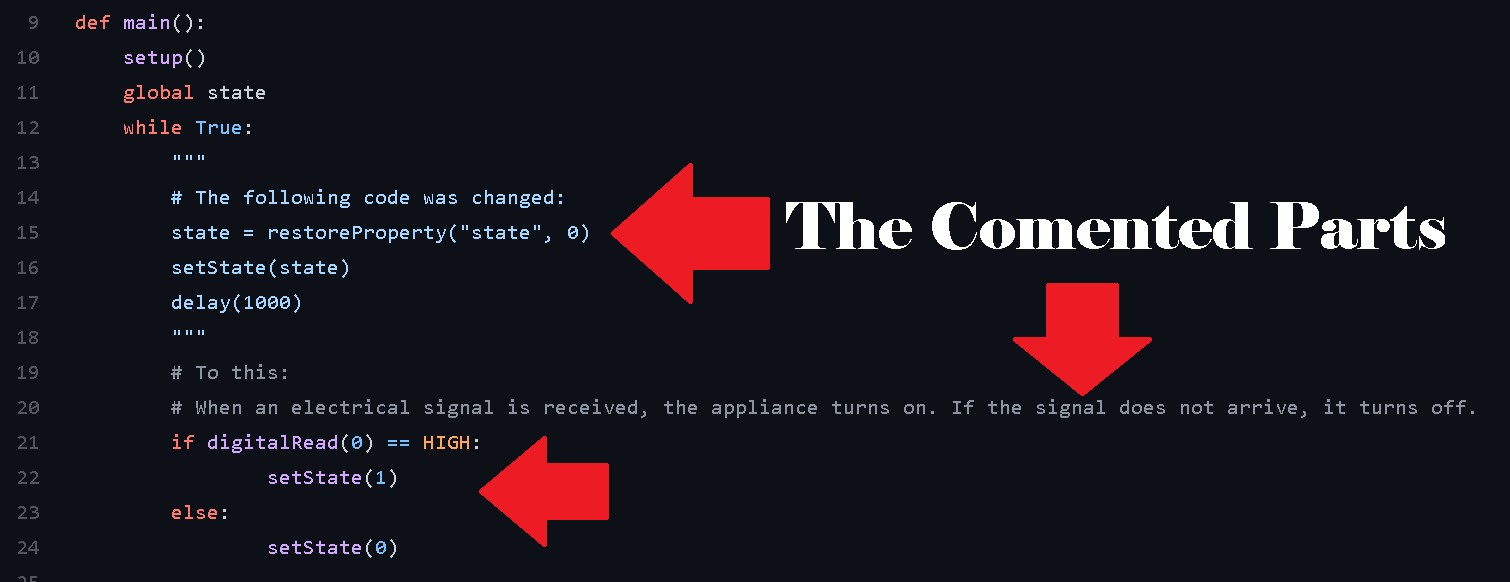 9 def main():
10 setup()
11 global state
12 while True:
13 """
14 # The following code was changed:
15 state = restoreProperty("state", 0)
The Comented Parts
16 setState(state)
17 delay(1000)
18 """
19 # To this:
20 # When an electrical signal is received, the appliance turns on. If the signal does not arrive, it turns off.
21 if digitalRead(0) == HIGH:
22 setState(1)
23 else:
24 setState(0)
25